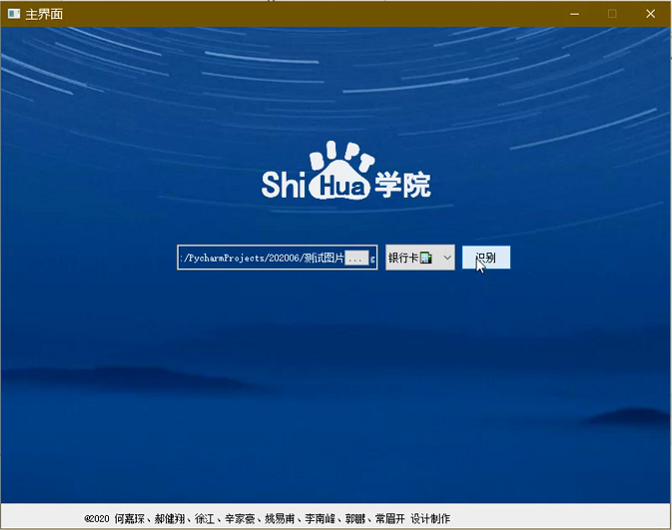 主界面
BIPT
Shi Hua 学院
:/PycharmProjects/202006/测试图片 ... g
银行卡
识别
@2020 何嘉琛、郝健翔、徐江、辛家豪、姚易甫、李南峰、郭鹏、常眉开 设计制作